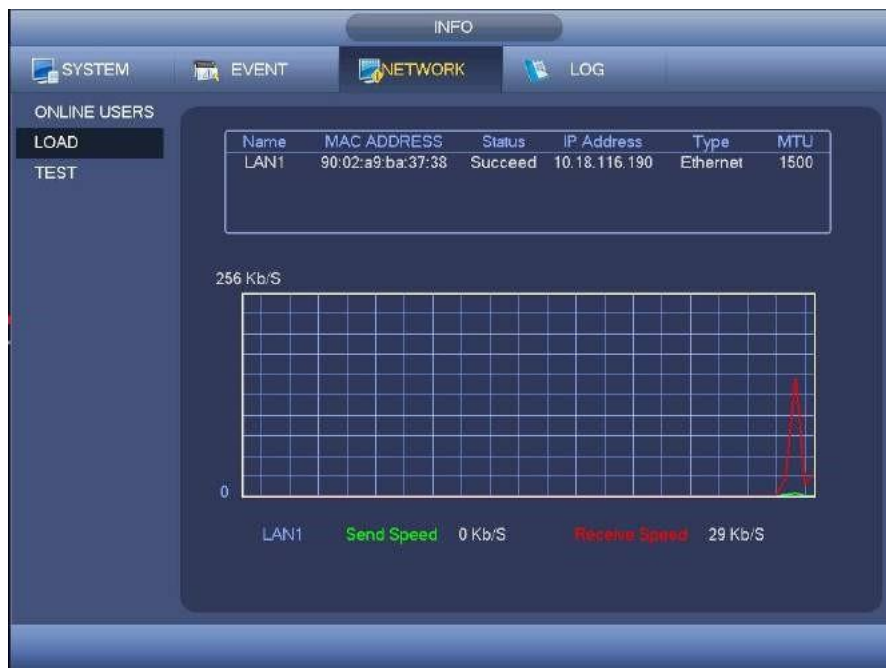 INFO
SYSTEM EVENT NETWORK LOG
ONLINE USERS
LOAD
TEST
Name MAC ADDRESS Status IP Address Type MTU
LAN1 90:02:a9:ba:37:38 Succeed 10.18.116.190 Ethernet 1500
256 Kb/S
0
LAN1 Send Speed 0 Kb/S Receive Speed 29 Kb/S